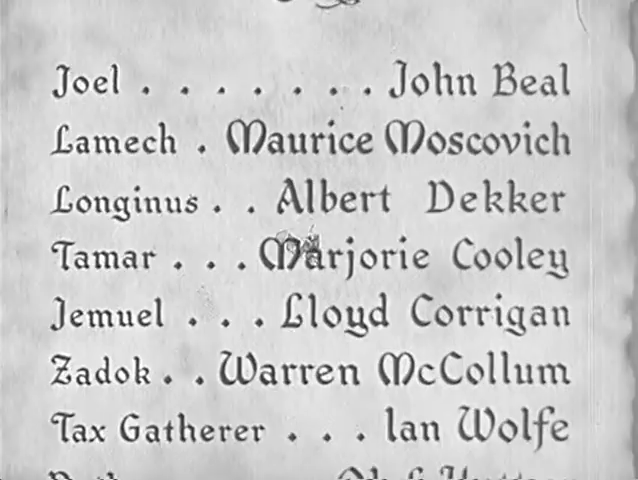 Joel . . . . . . . John Beal
Lamech . Maurice Moscovich
Longinus . . Albert Dekker
Tamar . . . Marjorie Cooley
Jemuel . . . Lloyd Corrigan
Zadok . . Warren McCollum
Tax Gatherer . . . Ian Wolfe